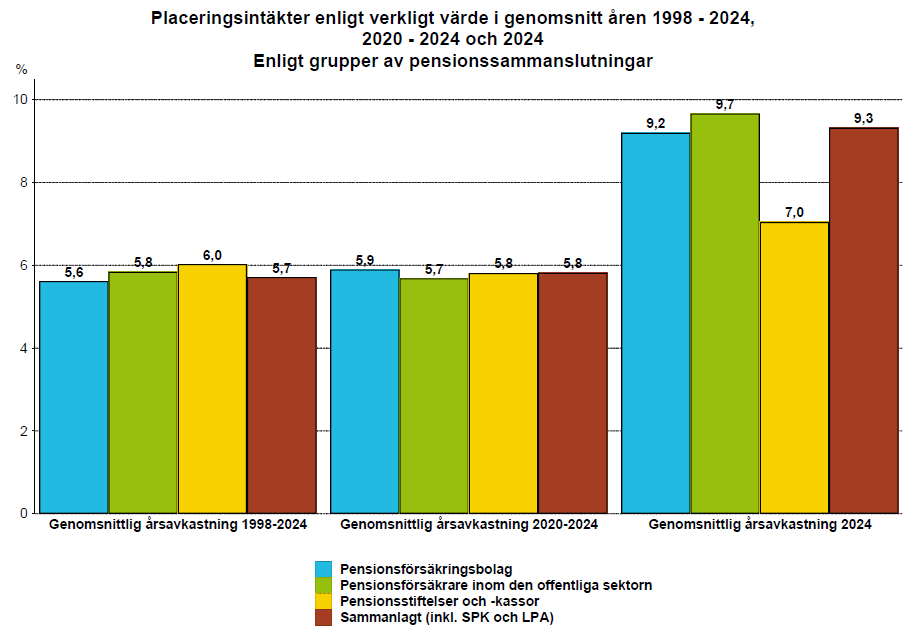 Placeringsintäkter enligt verkligt värde i genomsnitt åren 1998 - 2024,
2020 - 2024 och 2024
Enligt grupper av pensionssammanslutningar
%
10
8
6
4
2
0
5,6
5,8
6,0
5,7
5,9
5,7
5,8
5,8
9,2
9,7
7,0
9,3
Genomsnittlig årsavkastning 1998-2024
Genomsnittlig årsavkastning 2020-2024
Genomsnittlig årsavkastning 2024
Pensionsförsäkringsbolag
Pensionsförsäkrare inom den offentliga sektorn
Pensionsstiftelser och -kassor
Sammanlagt (inkl. SPK och LPA)